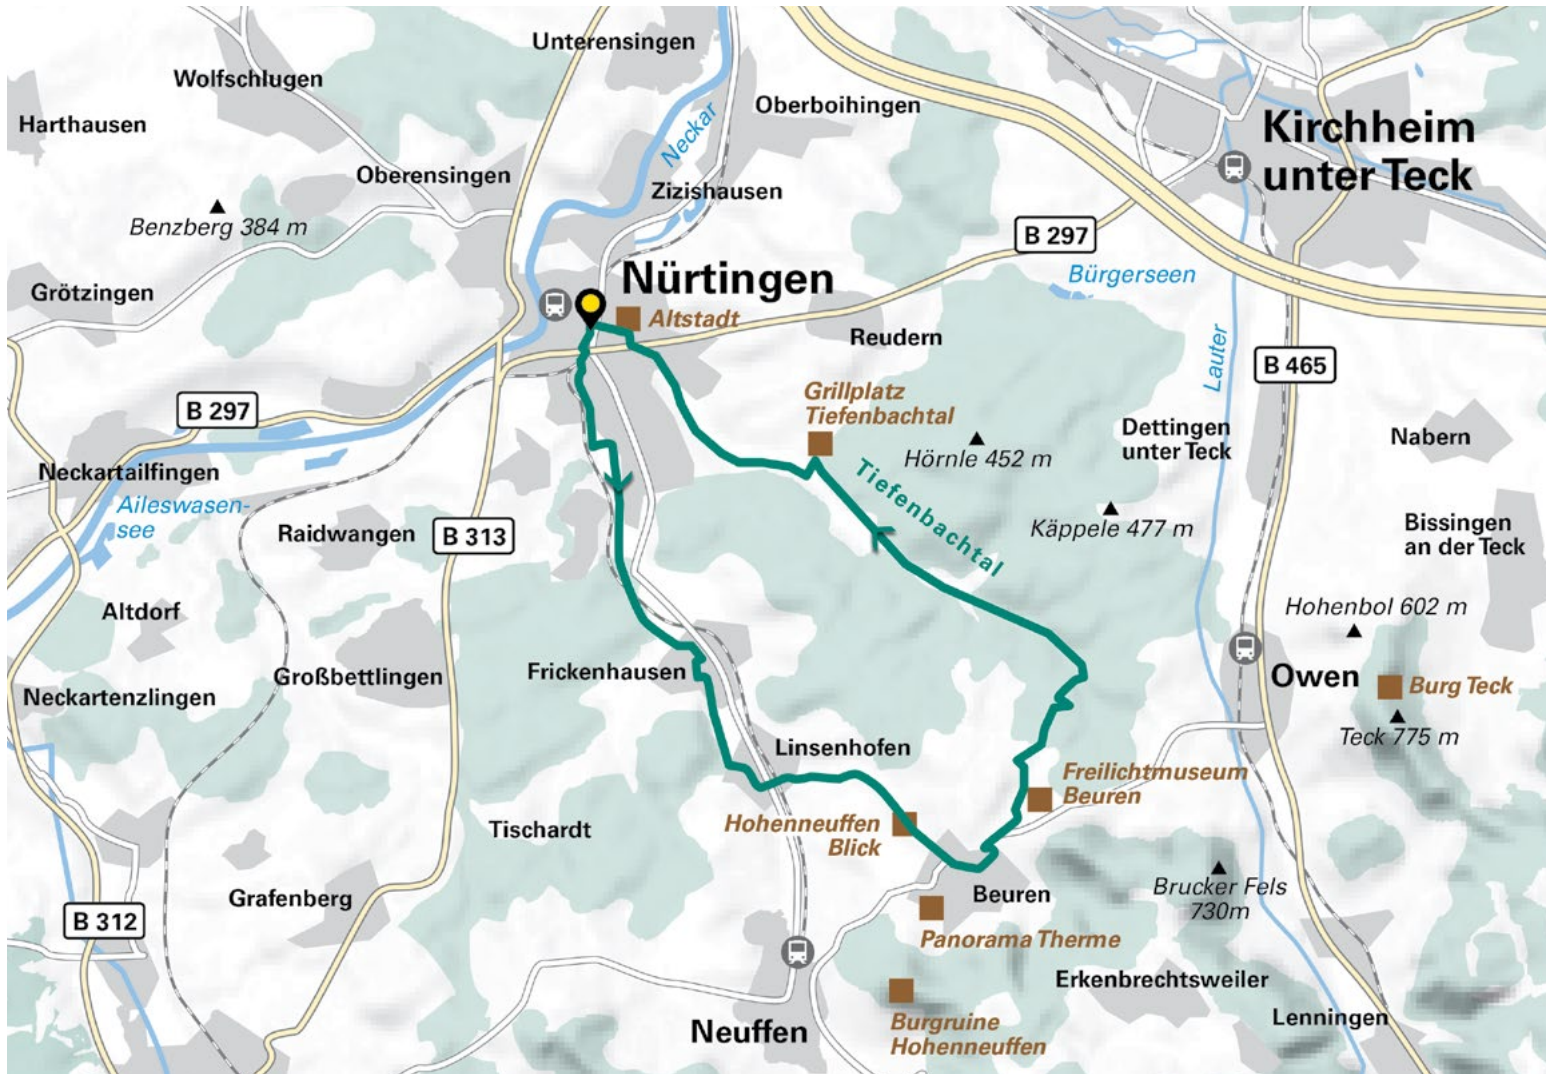 Unterensingen
Wolfschlugen
Oberboihingen
Harthausen
Neckar
Kirchheim
unter Teck
Oberensingen
Zizishausen
Benzberg 384 m
B 297
Nürtingen
Bürgerseen
Grötzingen
Altstadt
Reudern
Lauter
B 465
Grillplatz
Tiefenbachtal
B 297
Dettingen
unter Teck
Nabern
Hörnle 452 m
Neckartailfingen
Tiefenbachtal
Aileswasen-
see
Raidwangen
B 313
Käppele 477 m
Bissingen
an der Teck
Altdorf
Hohenbol 602 m
Frickenhausen
Großbettlingen
Owen
Burg Teck
Neckartenzlingen
Teck 775 m
Linsenhofen
Freilichtmuseum
Beuren
Tischardt
Hohenneuffen
Blick
Grafenberg
Beuren
Brucker Fels
730m
B 312
Panorama Therme
Erkenbrechtsweiler
Neuffen
Burgruine
Hohenneuffen
Lenningen